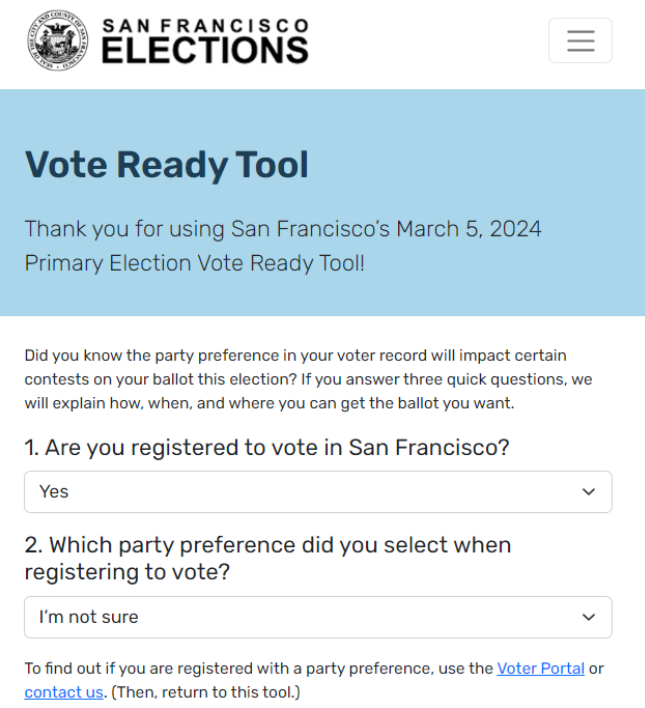 SAN FRANCISCO
ELECTIONS
Vote Ready Tool
Thank you for using San Francisco's March 5, 2024
Primary Election Vote Ready Tool!
Did you know the party preference in your voter record will impact certain
contests on your ballot this election? If you answer three quick questions, we
will explain how, when, and where you can get the ballot you want.
1. Are you registered to vote in San Francisco?
Yes
2. Which party preference did you select when
registering to vote?
I'm not sure
To find out if you are registered with a party preference, use the Voter Portal or
contact us. (Then, return to this tool.)